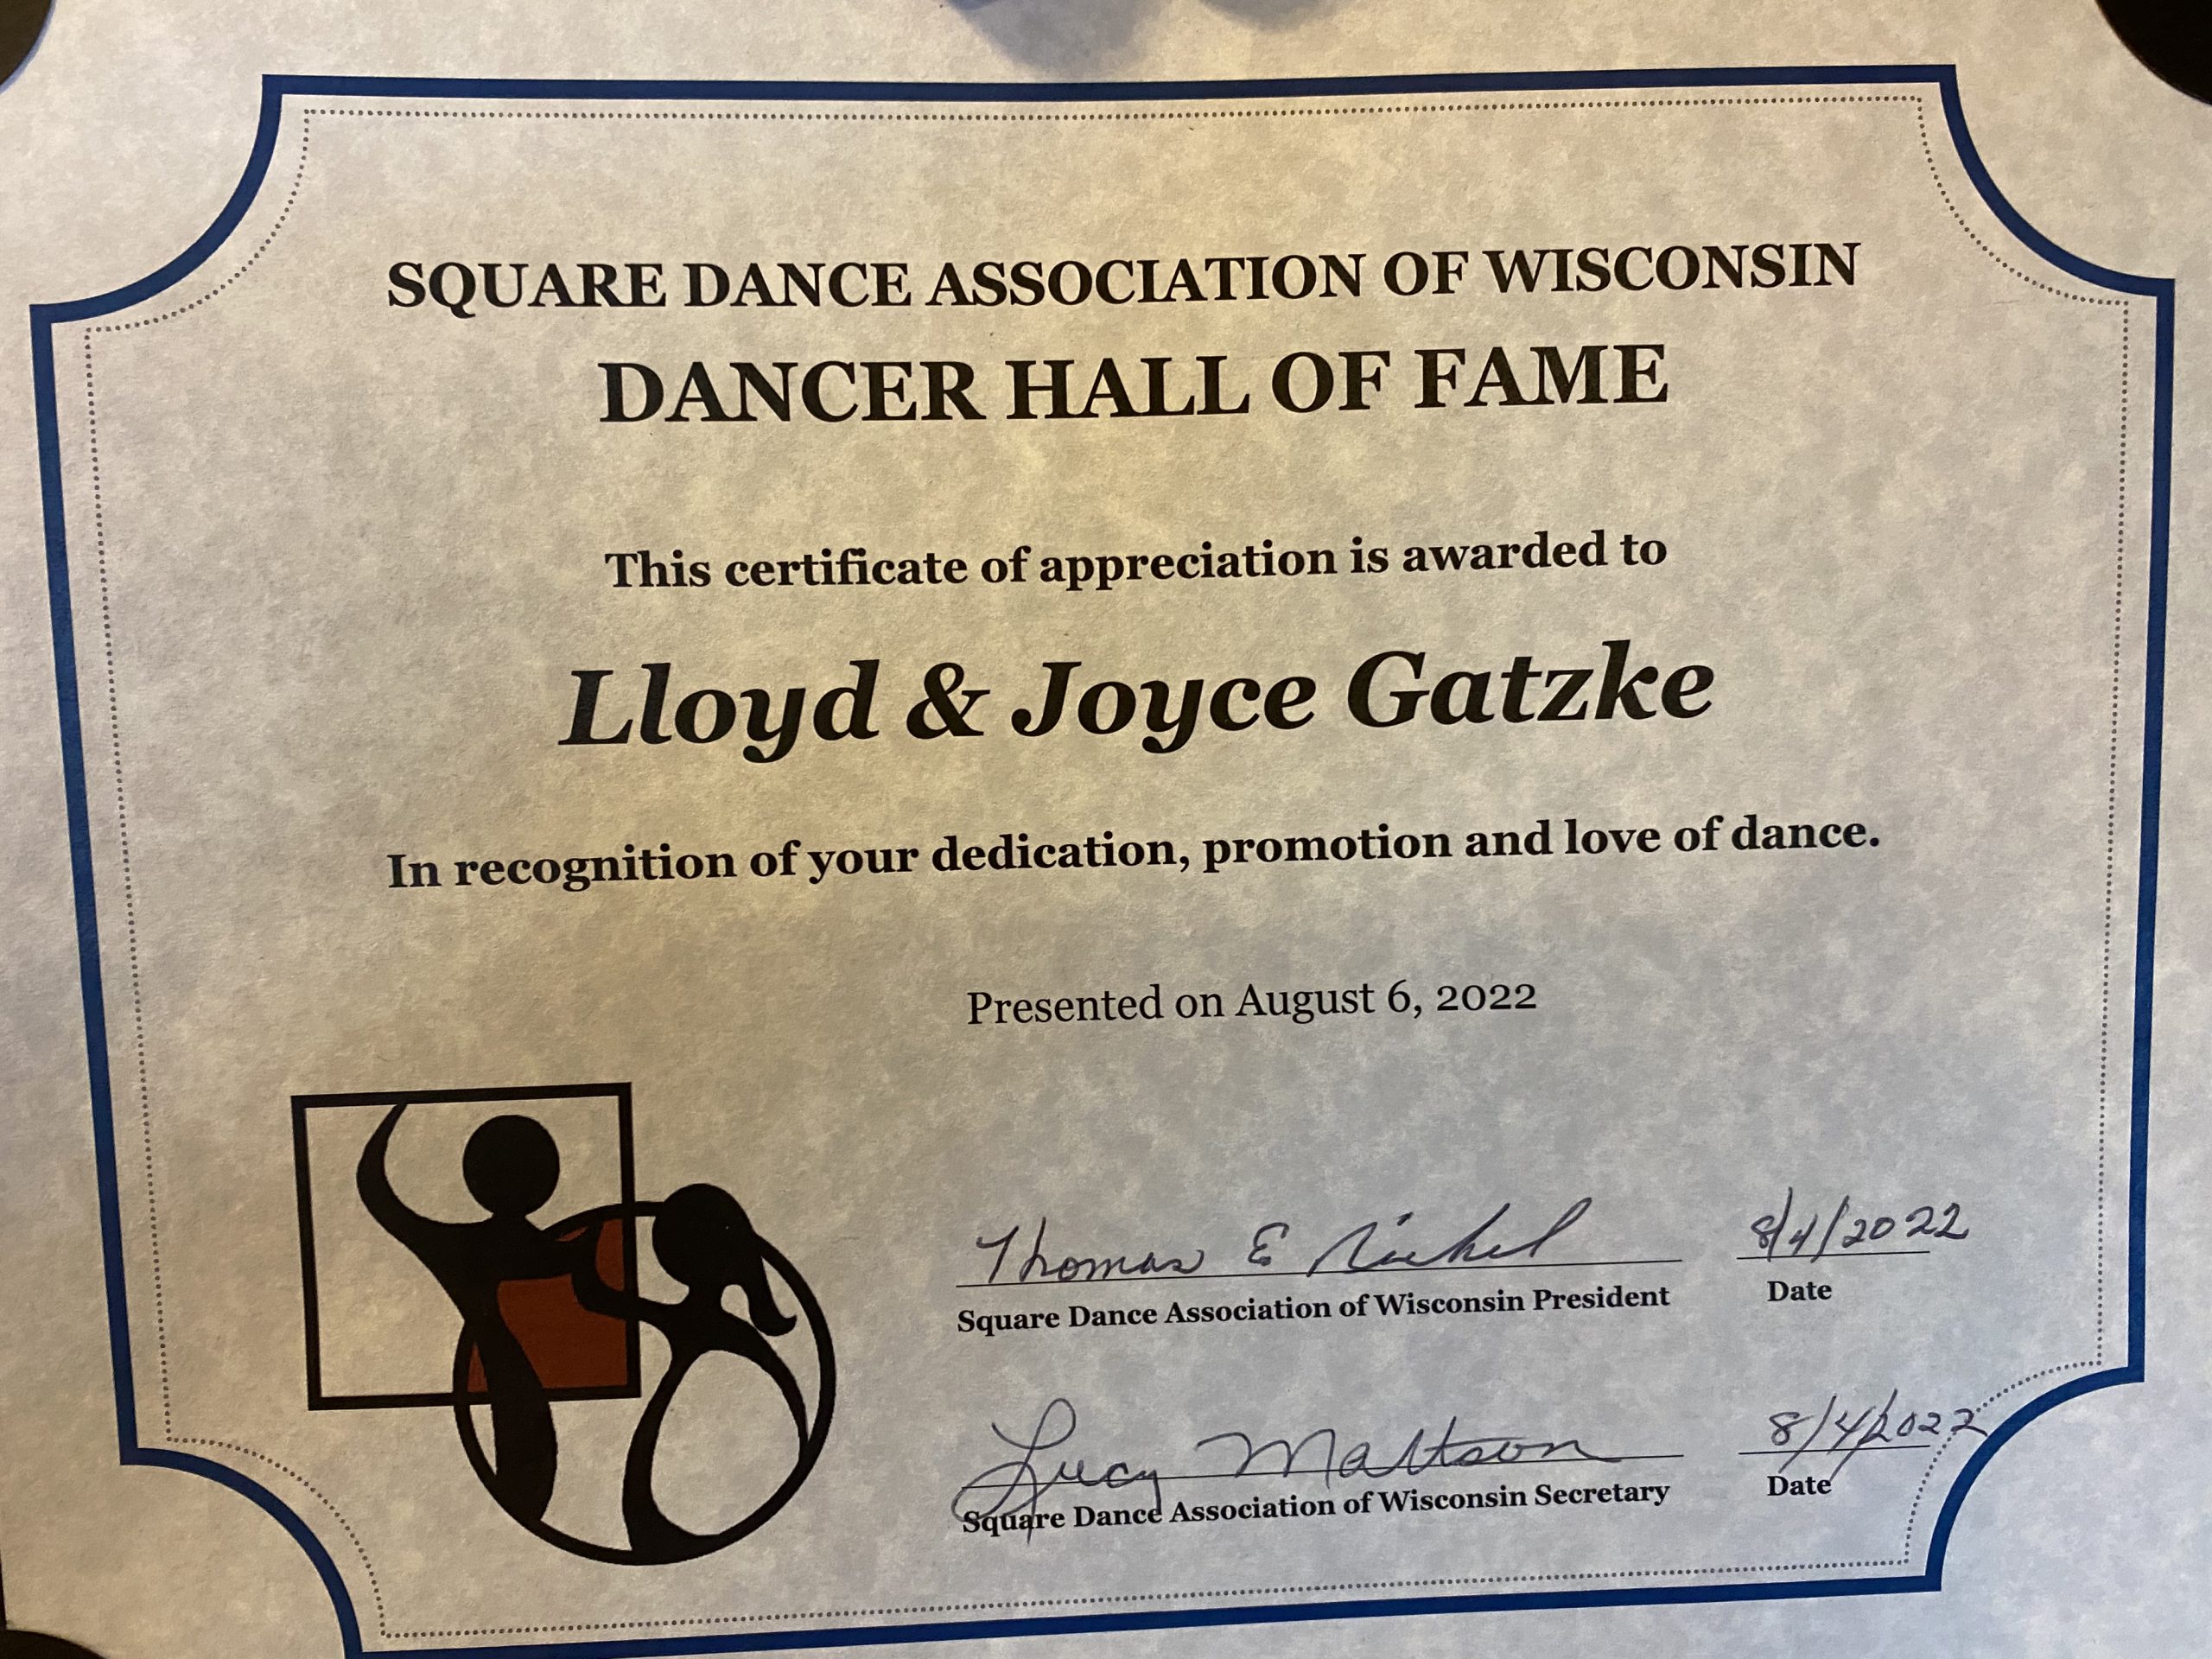 SQUARE DANCE ASSOCIATION OF WISCONSIN
DANCER HALL OF FAME
This certificate of appreciation is awarded to
Lloyd & Joyce Gatzke
In recognition of your dedication, promotion and love of dance.
Presented on August 6, 2022
Thomas E Nickel 8/4/2022
Square Dance Association of Wisconsin President Date
Lucy Mattson 8/4/2022
Square Dance Association of Wisconsin Secretary Date